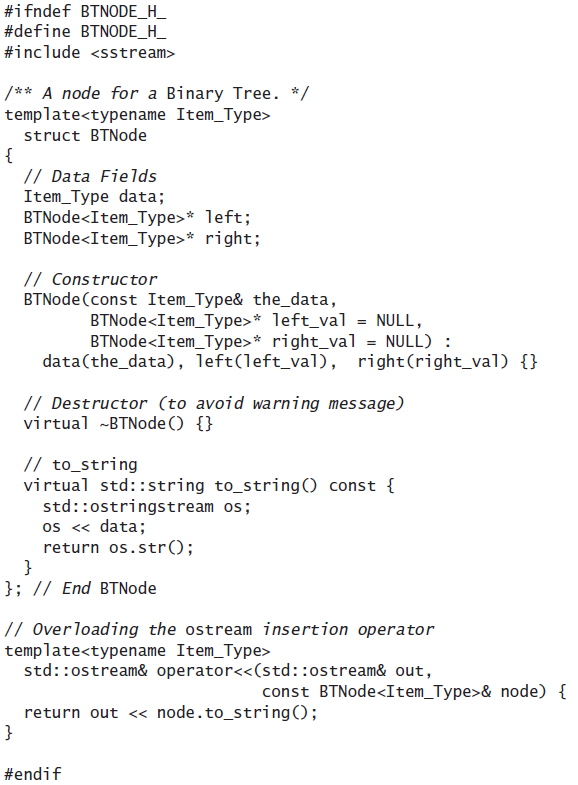 #ifndef BTNODE_H_
#define BTNODE_H_
#include <sstream>

/** A node for a Binary Tree. */
template<typename Item_Type>
  struct BTNode
{
  // Data Fields
  Item_Type data;
  BTNode<Item_Type>* left;
  BTNode<Item_Type>* right;

  // Constructor
  BTNode(const Item_Type& the_data,
         BTNode<Item_Type>* left_val = NULL,
         BTNode<Item_Type>* right_val = NULL) :
    data(the_data), left(left_val),  right(right_val) {}

  // Destructor (to avoid warning message)
  virtual ~BTNode() {}

  // to_string
  virtual std::string to_string() const {
    std::ostringstream os;
    os << data;
    return os.str();
  }
}; // End BTNode

// Overloading the ostream insertion operator
template<typename Item_Type>
  std::ostream& operator<<(std::ostream& out,
                           const BTNode<Item_Type>& node) {
  return out << node.to_string();
}

#endif